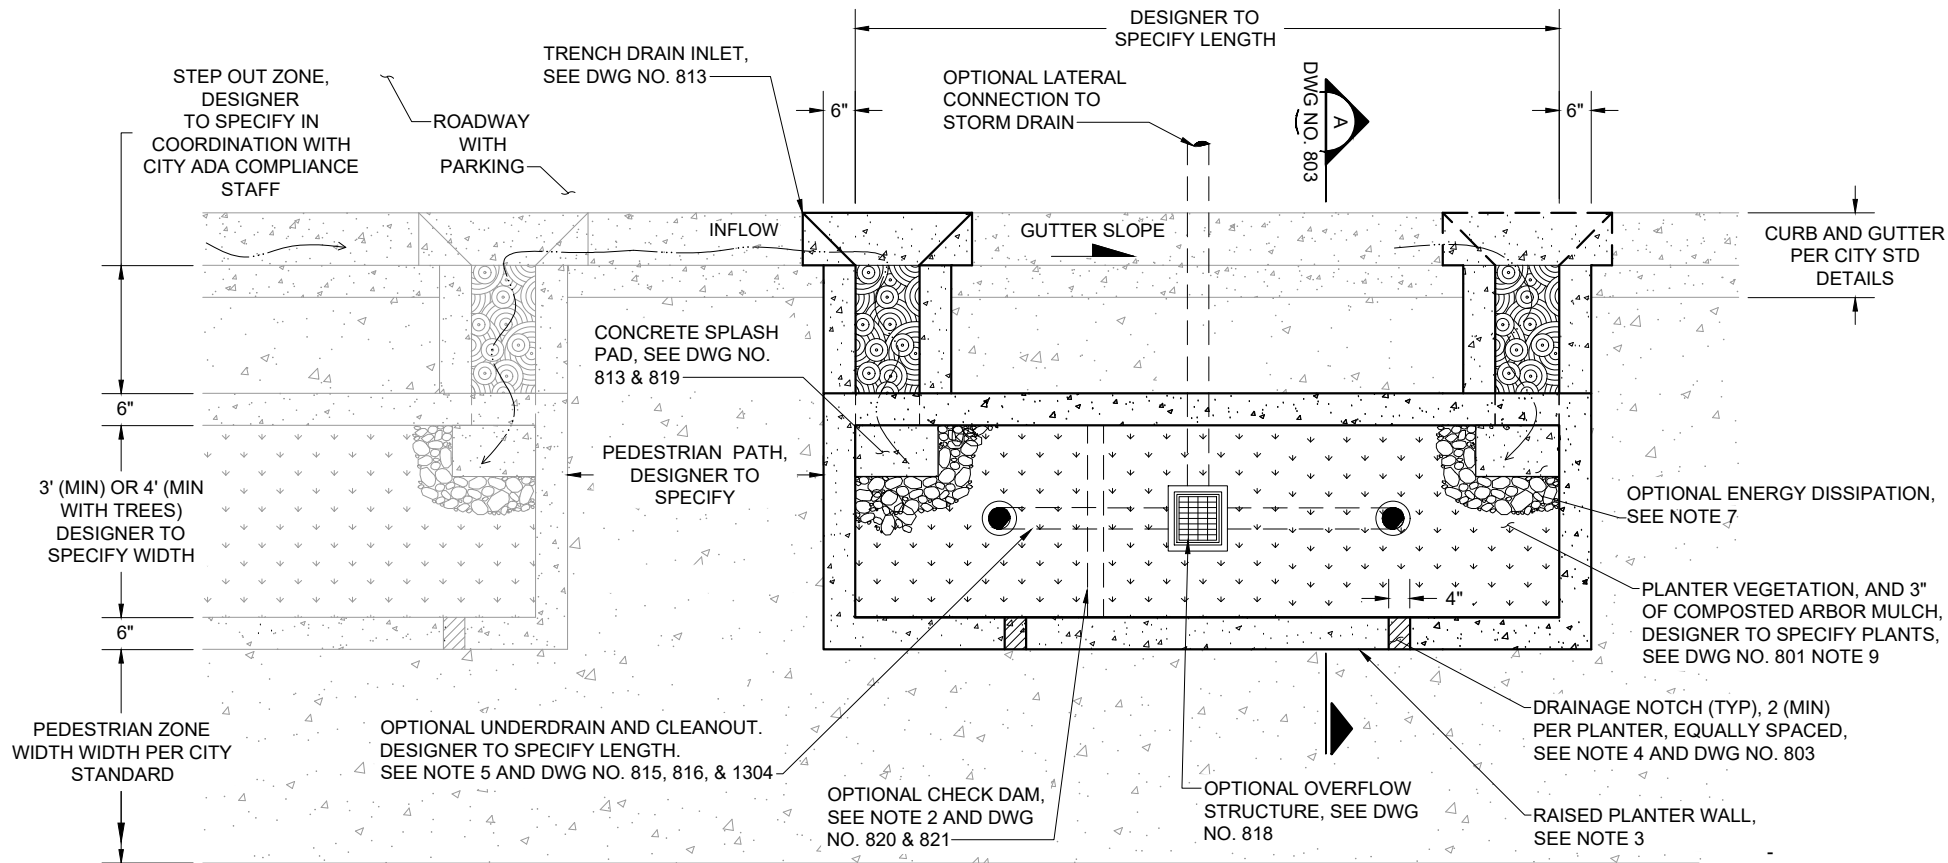 DESIGNER TO
SPECIFY LENGTH
TRENCH DRAIN INLET,
SEE DWG NO. 813
STEP OUT ZONE,
DESIGNER
TO SPECIFY IN
COORDINATION WITH
CITY ADA COMPLIANCE
STAFF
ROADWAY
WITH
PARKING
6"
OPTIONAL LATERAL
CONNECTION TO
STORM DRAIN
DWG NO. 803
A
6"
INFLOW
GUTTER SLOPE
CURB AND GUTTER
PER CITY STD
DETAILS
CONCRETE SPLASH
PAD, SEE DWG NO.
813 & 819
6"
PEDESTRIAN PATH,
DESIGNER TO
SPECIFY
3' (MIN) OR 4' (MIN
WITH TREES)
DESIGNER TO
SPECIFY WIDTH
OPTIONAL ENERGY DISSIPATION,
SEE NOTE 7
4"
PLANTER VEGETATION, AND 3"
OF COMPOSTED ARBOR MULCH,
DESIGNER TO SPECIFY PLANTS,
SEE DWG NO. 801 NOTE 9
6"
PEDESTRIAN ZONE
WIDTH WIDTH PER CITY
STANDARD
OPTIONAL UNDERDRAIN AND CLEANOUT.
DESIGNER TO SPECIFY LENGTH.
SEE NOTE 5 AND DWG NO. 815, 816, & 1304
OPTIONAL CHECK DAM,
SEE NOTE 2 AND DWG
NO. 820 & 821
OPTIONAL OVERFLOW
STRUCTURE, SEE DWG
NO. 818
DRAINAGE NOTCH (TYP), 2 (MIN)
PER PLANTER, EQUALLY SPACED,
SEE NOTE 4 AND DWG NO. 803
RAISED PLANTER WALL,
SEE NOTE 3
-